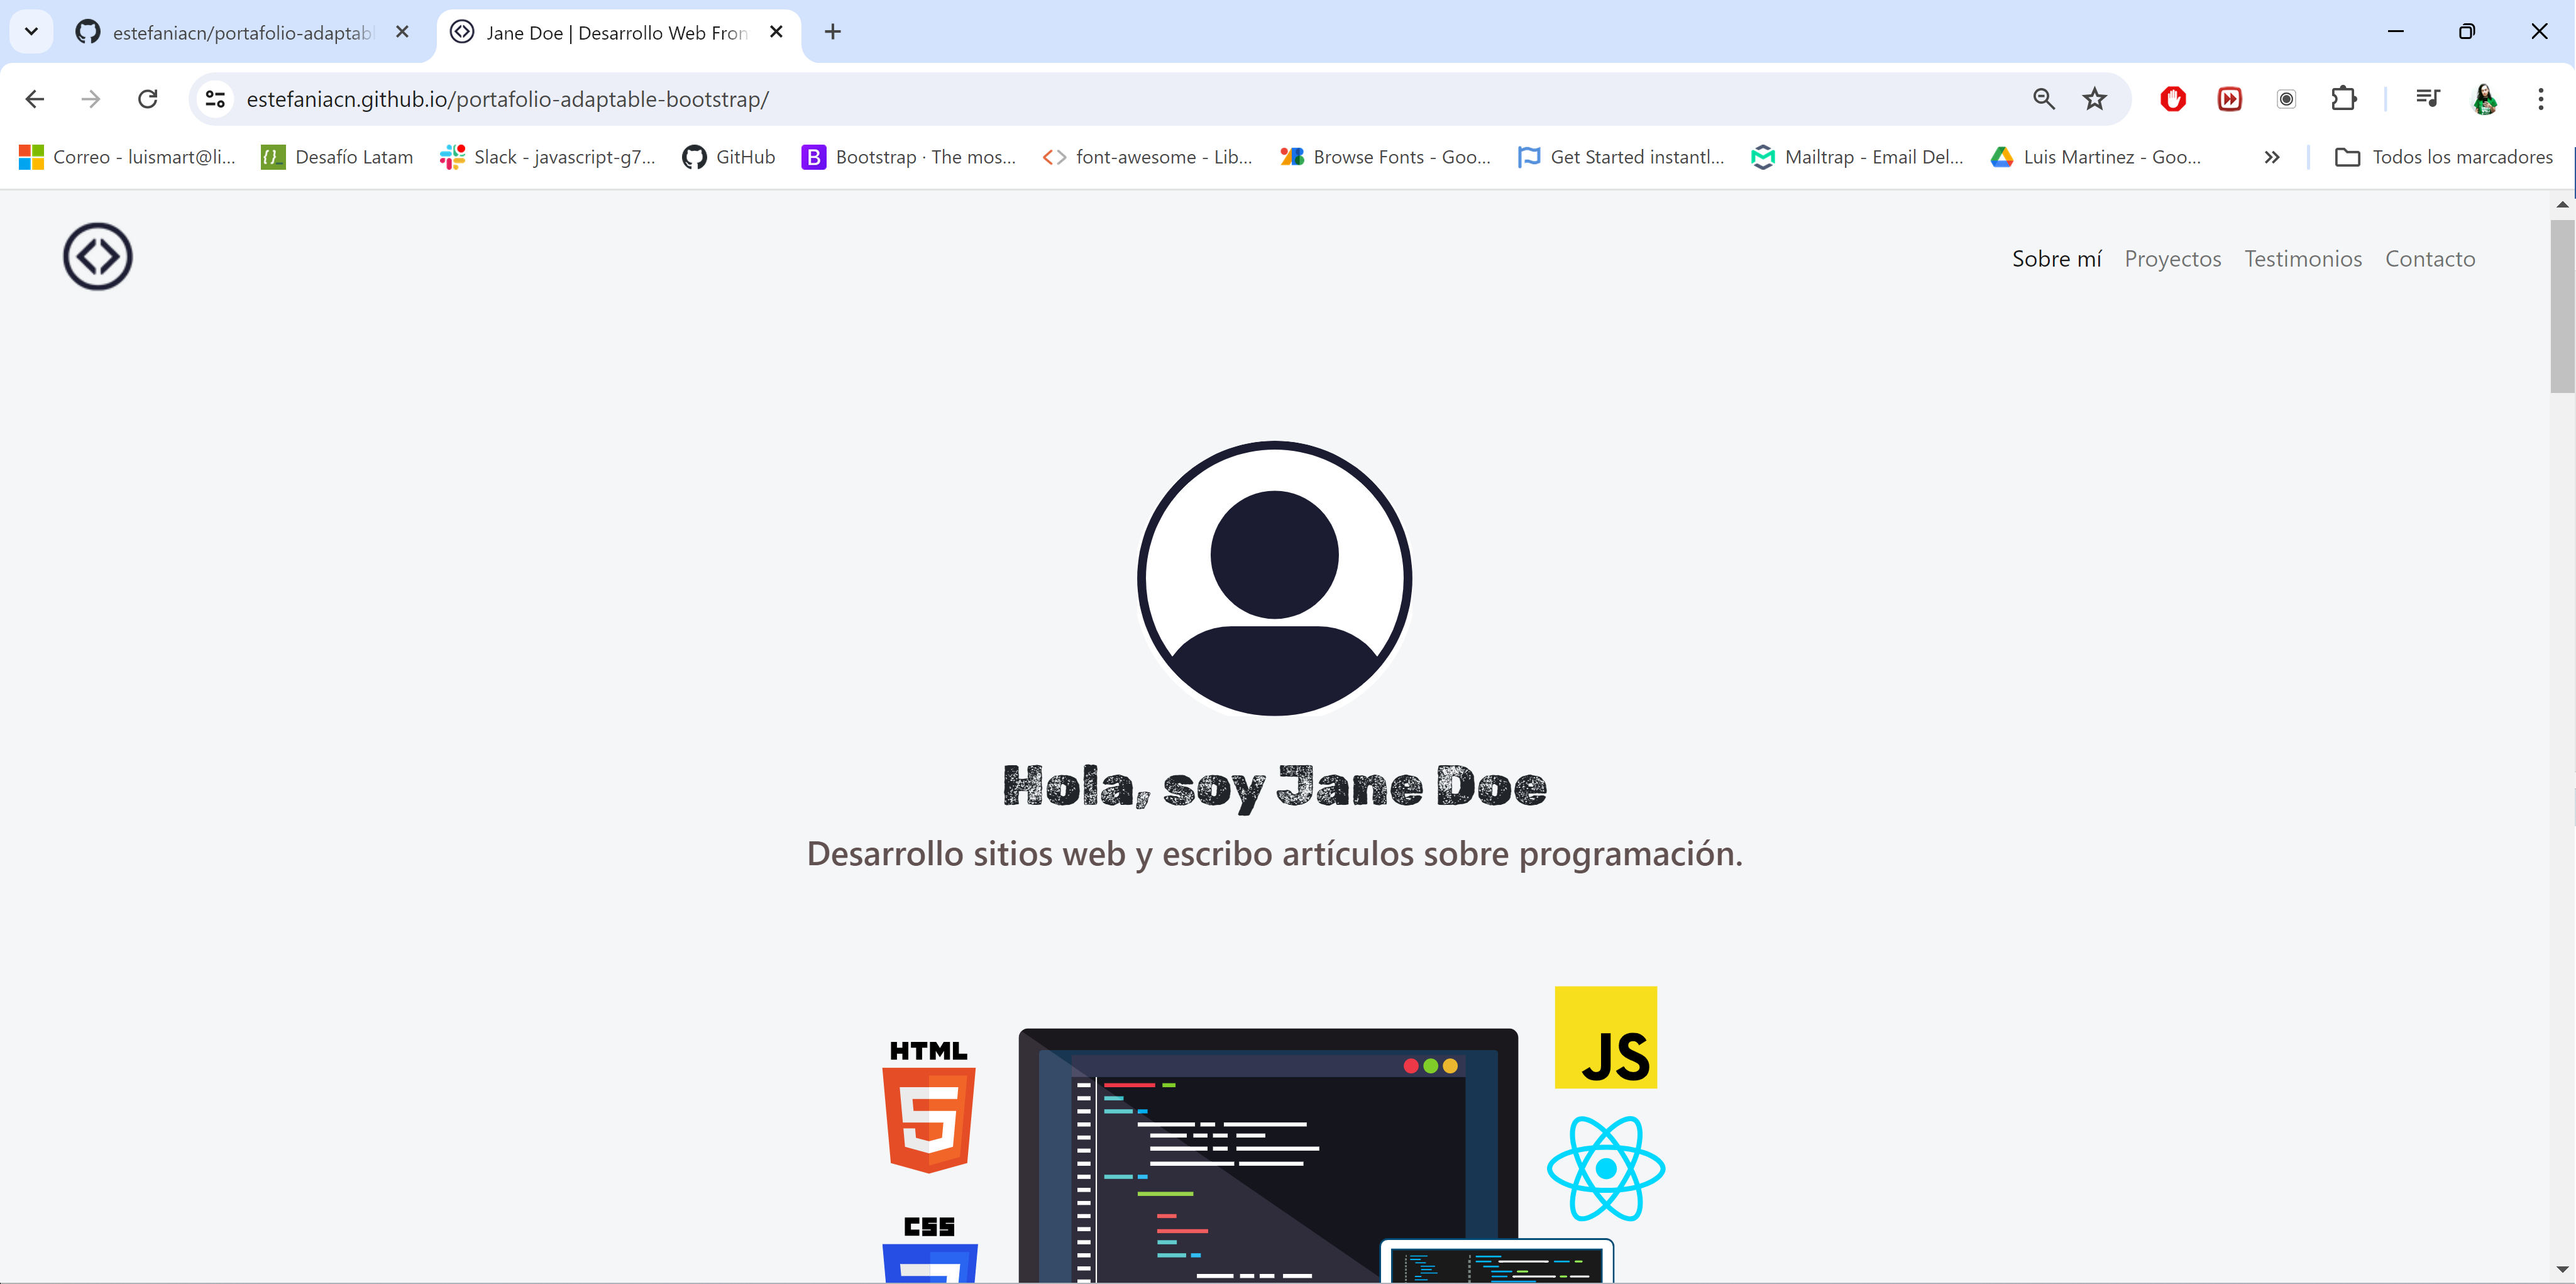 estefaniacn/portafolio-adaptabl
Jane Doe | Desarrollo Web Fron
estefaniacn.github.io/portafolio-adaptable-bootstrap/
Correo - luismart@li...
Desafío Latam
Slack - javascript-g7...
GitHub
B
Bootstrap · The mos...
font-awesome - Lib...
Browse Fonts - Goo...
Get Started instantl...
Mailtrap - Email Del...
Luis Martinez - Goo...
Todos los marcadores
Sobre mí
Proyectos
Testimonios
Contacto
Hola, soy Jane Doe
Desarrollo sitios web y escribo artículos sobre programación.
HTML
5
JS
CSS